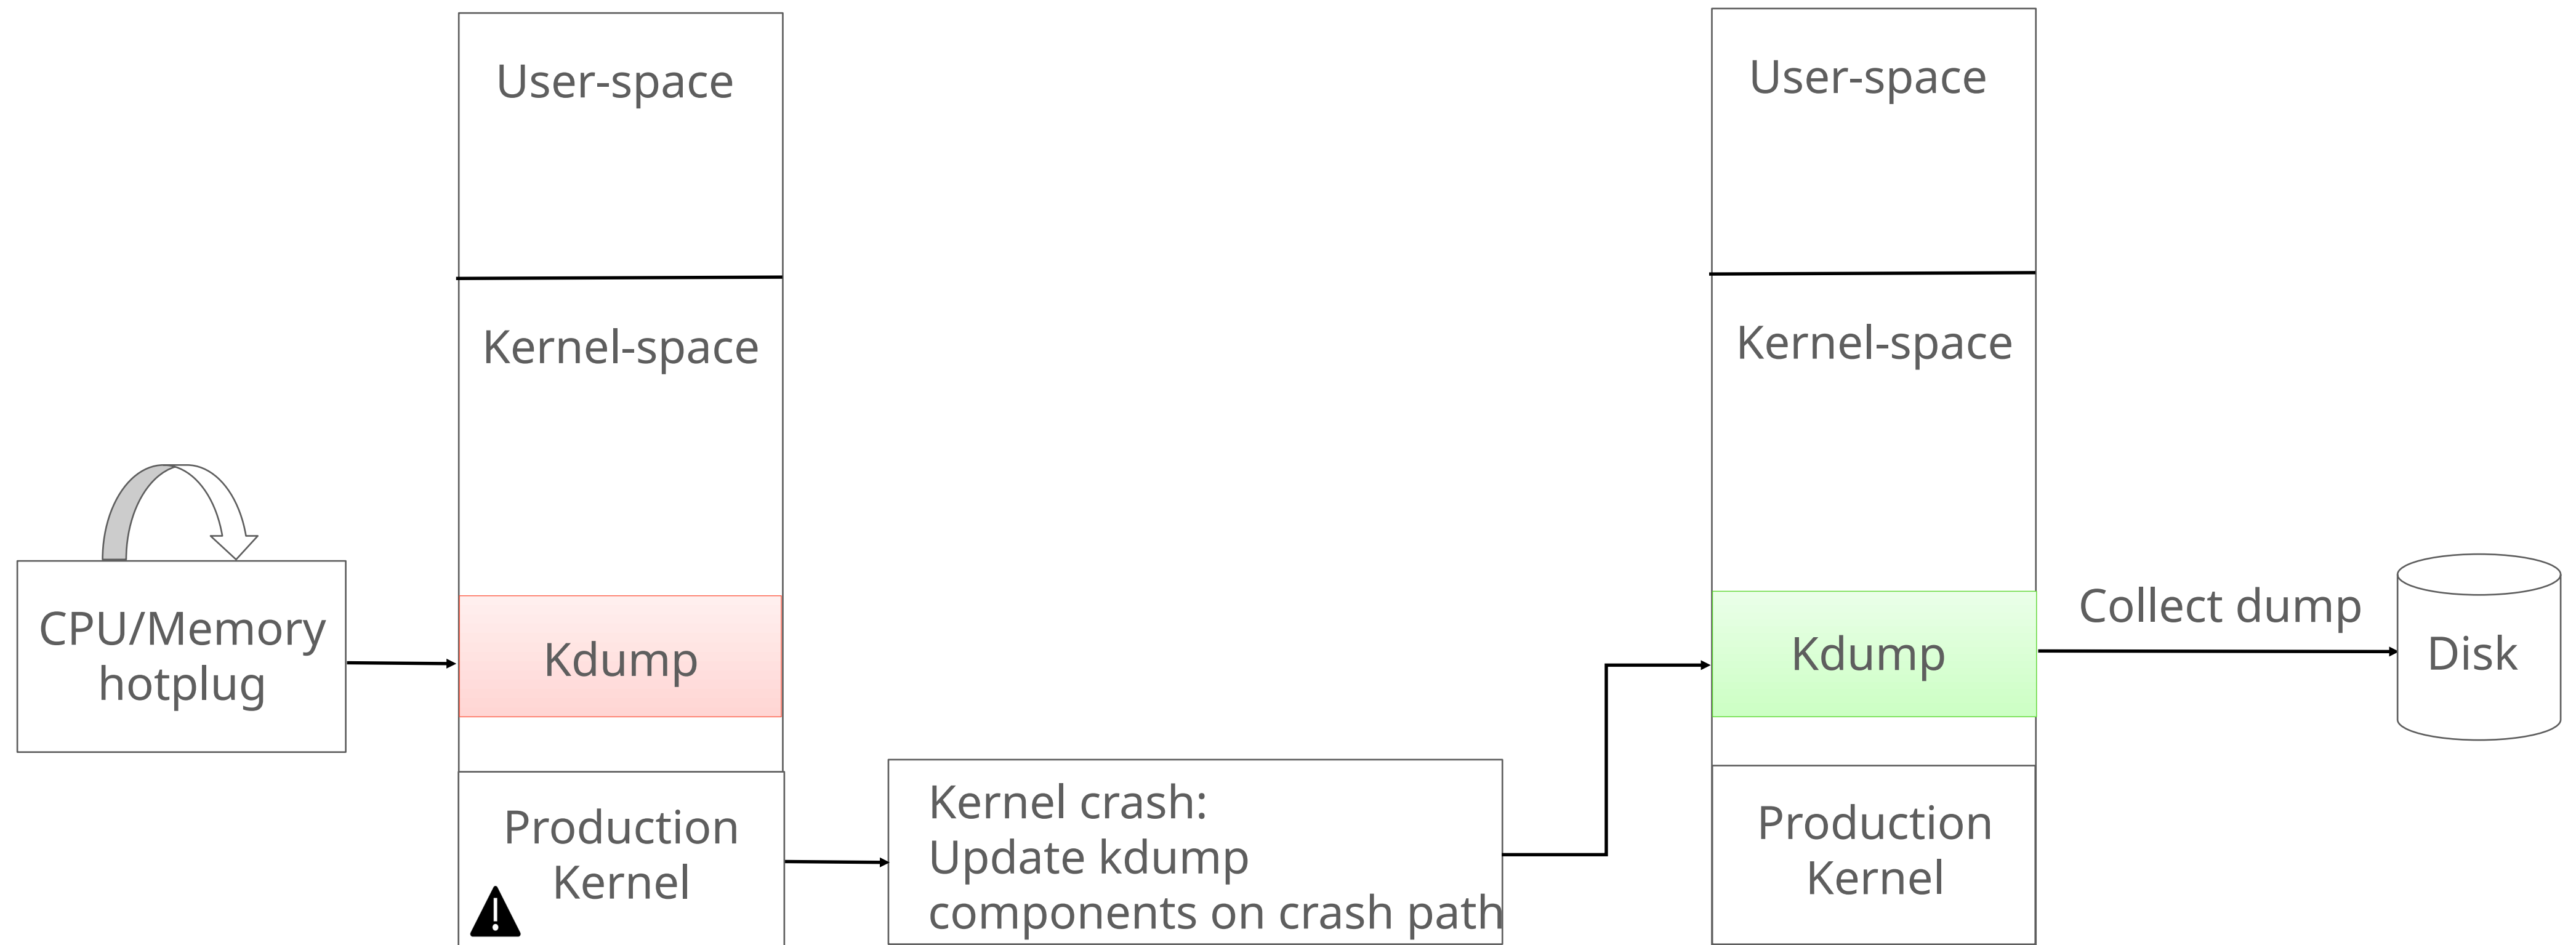 User-space
Kernel-space
CPU/Memory
hotplug
Kdump
Production
Kernel
Kernel crash:
Update kdump
components on crash path
User-space
Kernel-space
Kdump
Production
Kernel
Collect dump
Disk